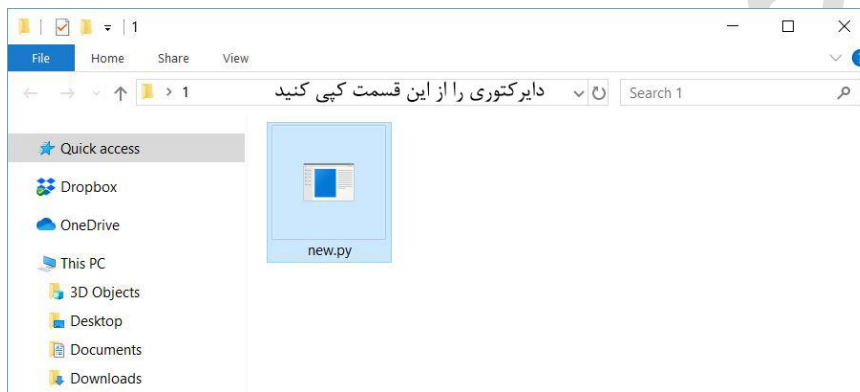 1
File Home Share View
1 دایرکتوری را از این قسمت کپی کنید Search 1
Quick access
Dropbox
OneDrive
This PC
3D Objects
Desktop
Documents
Downloads
new.py